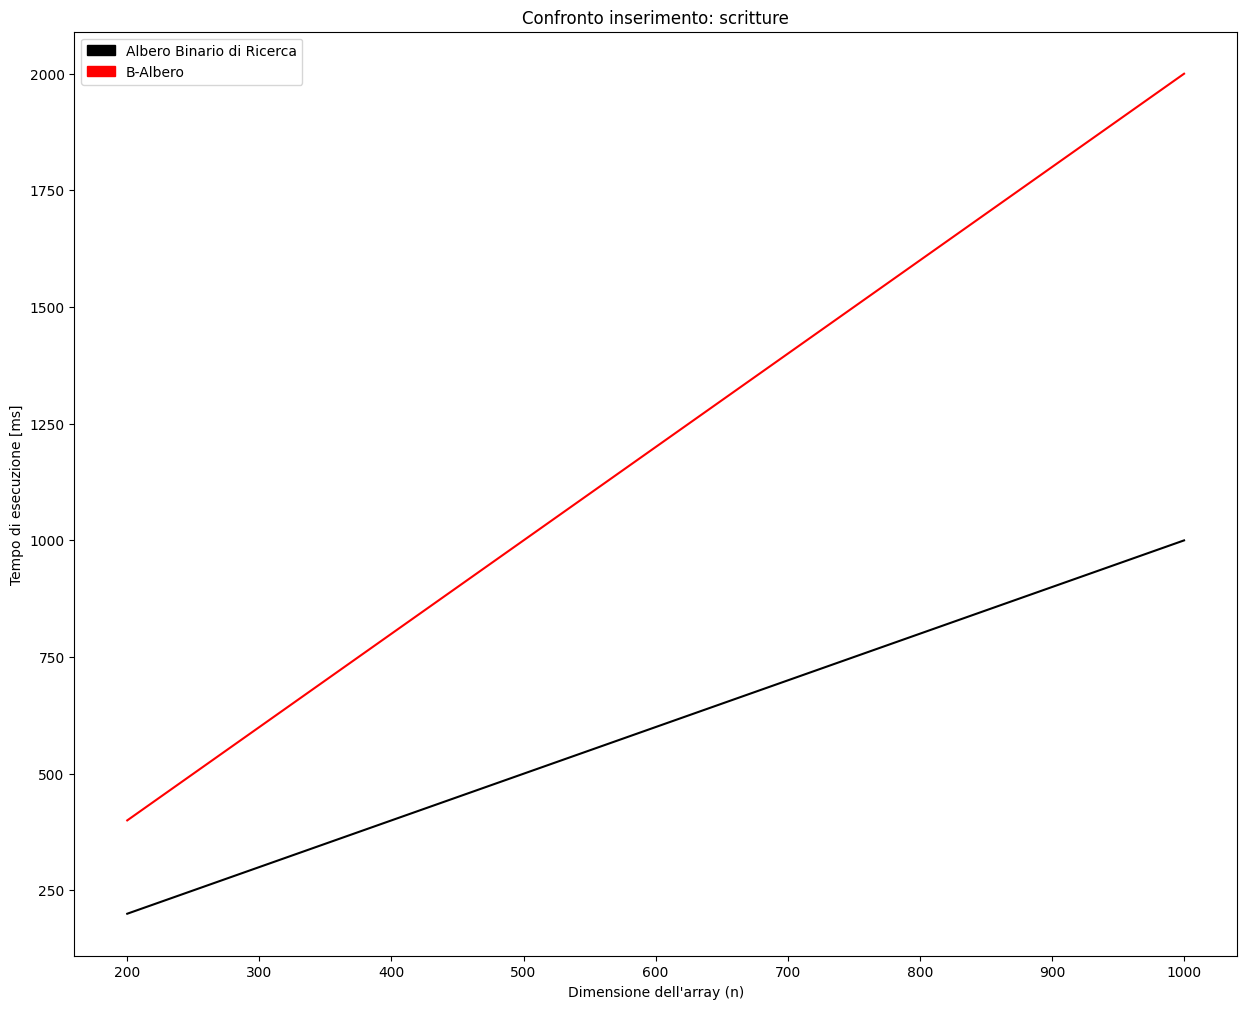 Confronto inserimento: scritture
Albero Binario di Ricerca
B-Albero
Tempo di esecuzione [ms]
2000
1750
1500
1250
1000
750
500
250
200 300 400 500 600 700 800 900 1000
Dimensione dell'array (n)